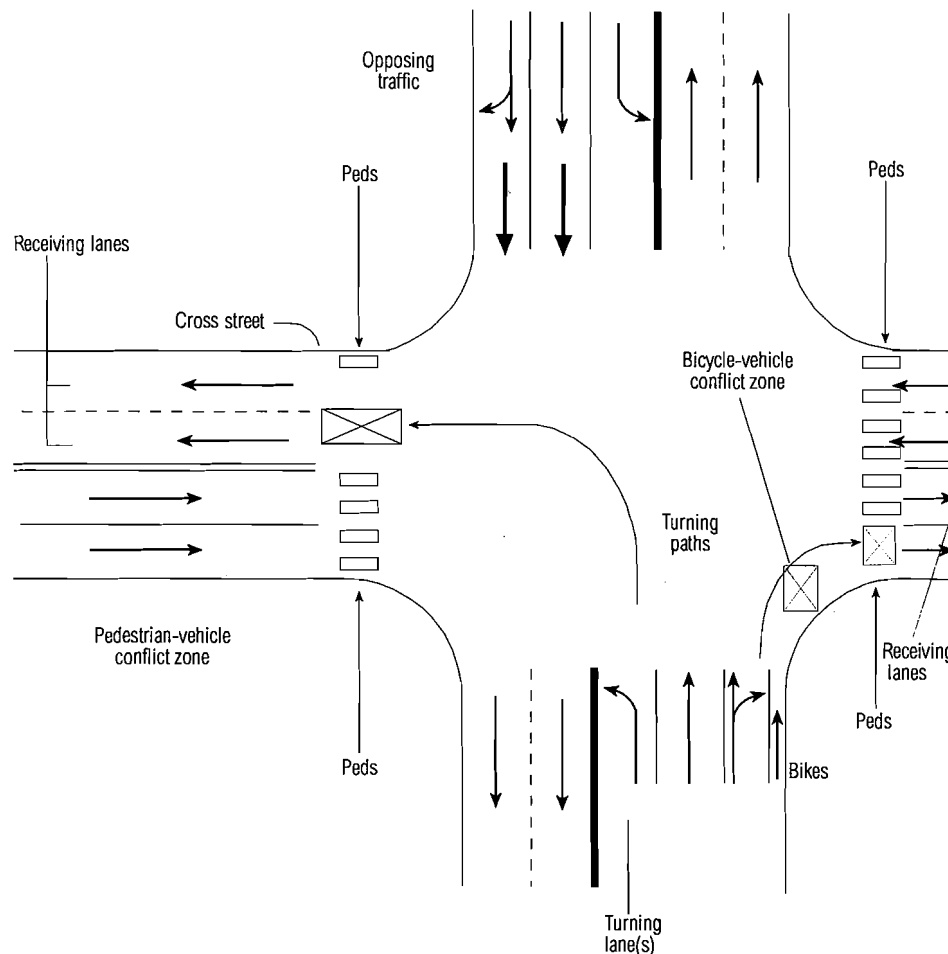 Opposing
traffic
Peds
Peds
Receiving lanes
Cross street
Bicycle-vehicle
conflict zone
Turning
paths
Pedestrian-vehicle
conflict zone
Receiving
lanes
Peds
Peds
Bikes
Turning
lane(s)